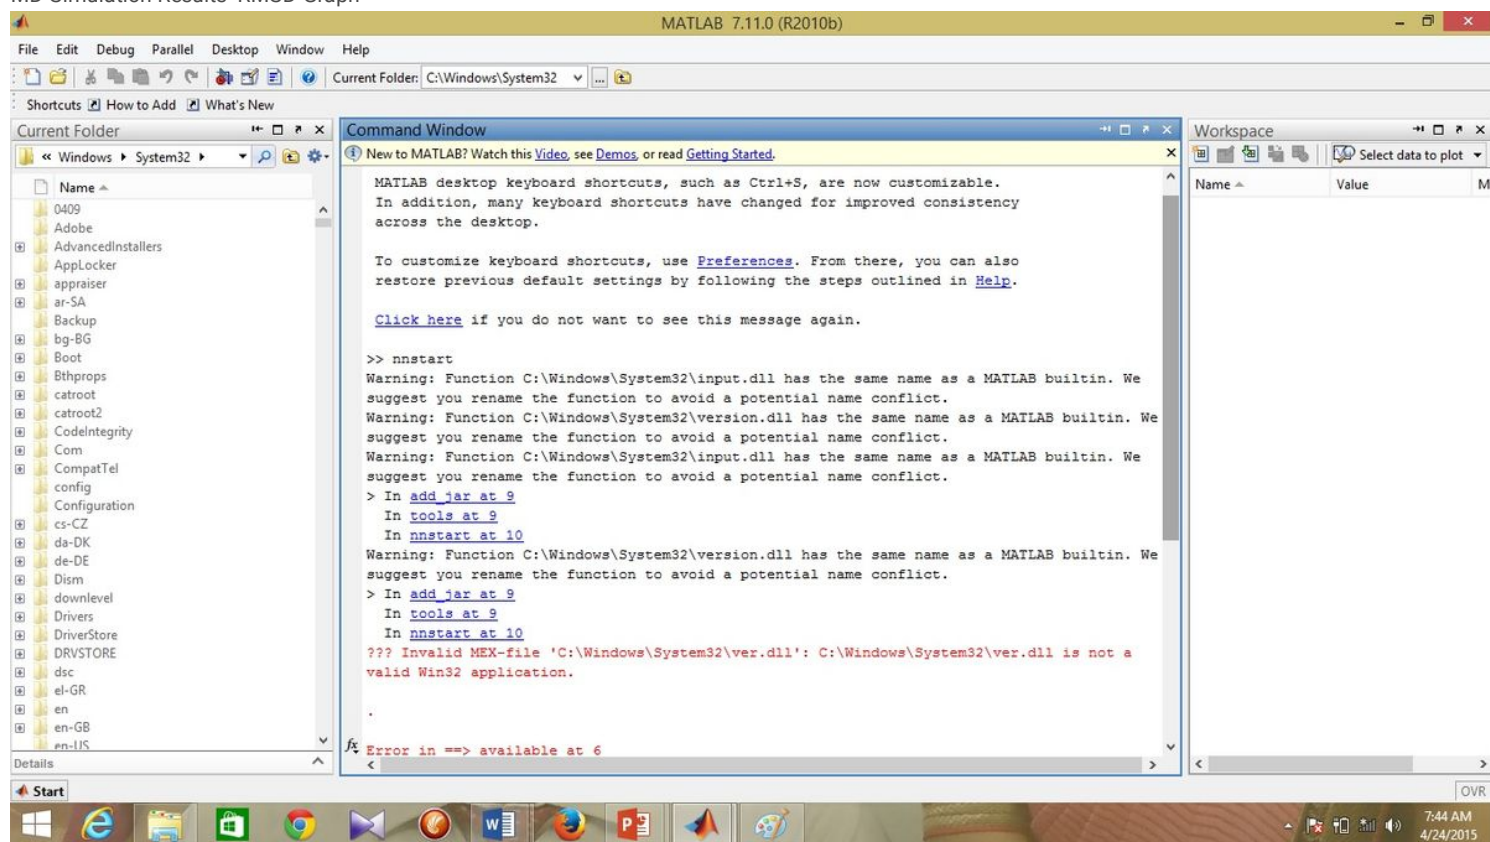 MD Simulation Results RMSD Graph
MATLAB 7.11.0 (R2010b)
File Edit Debug Parallel Desktop Window Help
Current Folder: C:\Windows\System32
Shortcuts How to Add What's New
Current Folder
« Windows System32
Name
0409
Adobe
AdvancedInstallers
AppLocker
appraiser
ar-SA
Backup
bg-BG
Boot
Bthprops
catroot
catroot2
CodeIntegrity
Com
CompatTel
config
Configuration
cs-CZ
da-DK
de-DE
Dism
downlevel
Drivers
DriverStore
DRVSTORE
dsc
el-GR
en
en-GB
en-US
Details
Command Window
New to MATLAB? Watch this Video, see Demos, or read Getting Started.
MATLAB desktop keyboard shortcuts, such as Ctrl+S, are now customizable.
In addition, many keyboard shortcuts have changed for improved consistency
across the desktop.
To customize keyboard shortcuts, use Preferences. From there, you can also
restore previous default settings by following the steps outlined in Help.
Click here if you do not want to see this message again.
>> nnstart
Warning: Function C:\Windows\System32\input.dll has the same name as a MATLAB builtin. We
suggest you rename the function to avoid a potential name conflict.
Warning: Function C:\Windows\System32\version.dll has the same name as a MATLAB builtin. We
suggest you rename the function to avoid a potential name conflict.
Warning: Function C:\Windows\System32\input.dll has the same name as a MATLAB builtin. We
suggest you rename the function to avoid a potential name conflict.
> In add_jar at 9
In tools at 9
In nnstart at 10
Warning: Function C:\Windows\System32\version.dll has the same name as a MATLAB builtin. We
suggest you rename the function to avoid a potential name conflict.
> In add_jar at 9
In tools at 9
In nnstart at 10
??? Invalid MEX-file 'C:\Windows\System32\ver.dll': C:\Windows\System32\ver.dll is not a
valid Win32 application.
.
fx Error in ==> available at 6
Workspace
Select data to plot
Name Value M
Start
OVR
7:44 AM
4/24/2015